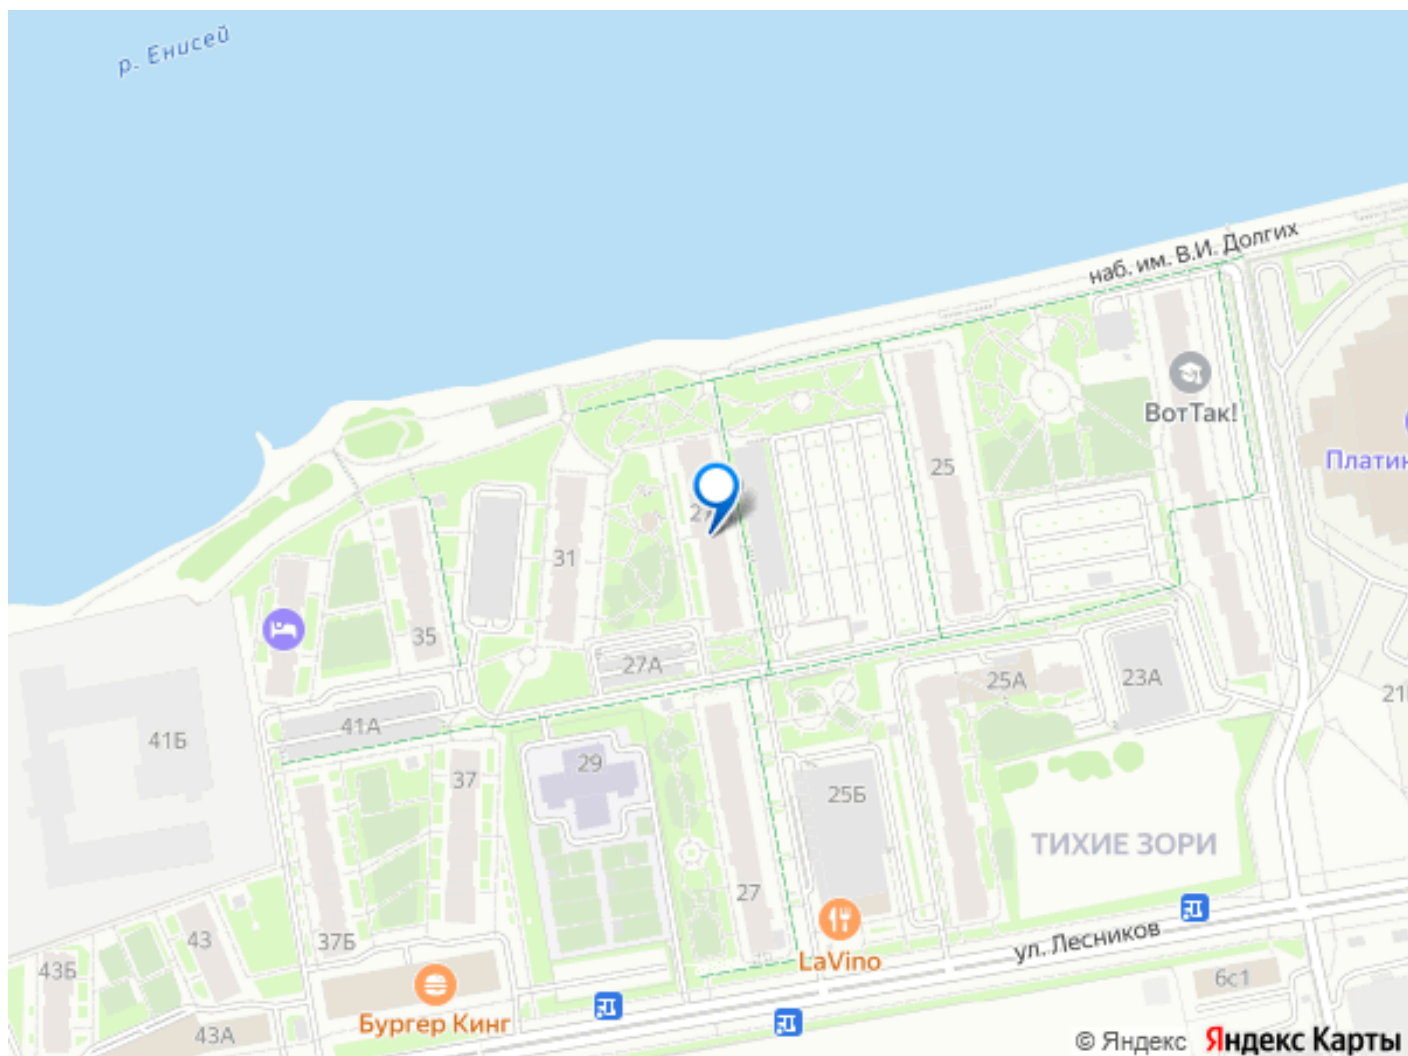 р. Енисей
наб. им. В.И. Долгих
ВотТак!
Платин
25
31
35
27А
25А
23А
21
41А
41Б
29
37
25Б
ТИХИЕ ЗОРИ
27
43
37Б
ул. Лесников
LaVino
43Б
6с1
Бургер Кинг
43А
© Яндекс Яндекс Карты